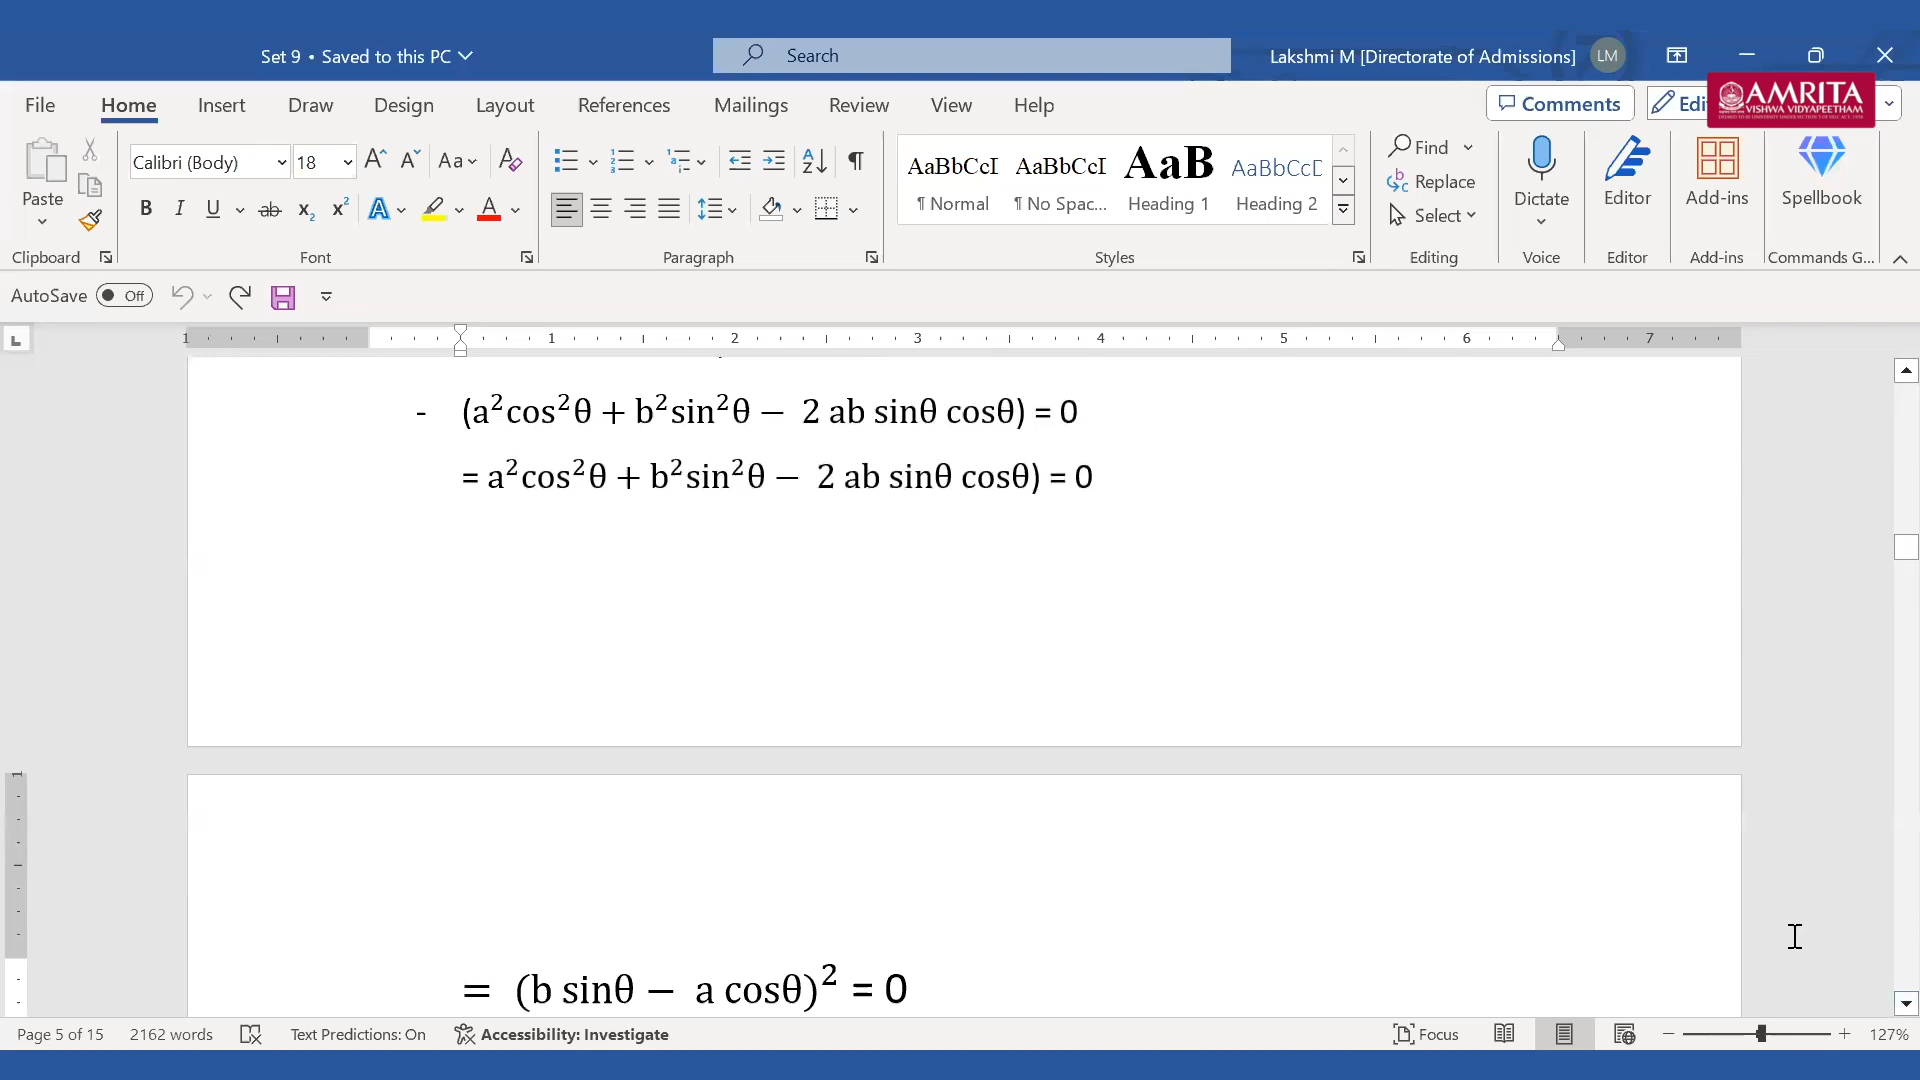 Set 9 • Saved to this PC
Search
Lakshmi M [Directorate of Admissions]
LM
File Home Insert Draw Design Layout References Mailings Review View Help
Comments
Edi
AMRITA
VISHWA VIDYAPEETHAM
Paste
Calibri (Body) 18
Aa
AaBbCcI AaBbCcI AaB AaBbCcD
¶ Normal ¶ No Spac... Heading 1 Heading 2
Find
Replace
Select
Dictate
Editor
Add-ins
Spellbook
Clipboard Font Paragraph Styles Editing Voice Editor Add-ins Commands G...
AutoSave Off
1 1 2 3 4 5 6 7
- (a²cos²θ + b²sin²θ − 2 ab sinθ cosθ) = 0
= a²cos²θ + b²sin²θ − 2 ab sinθ cosθ) = 0
= (b sinθ − a cosθ)² = 0
Page 5 of 15 2162 words Text Predictions: On Accessibility: Investigate Focus 127%